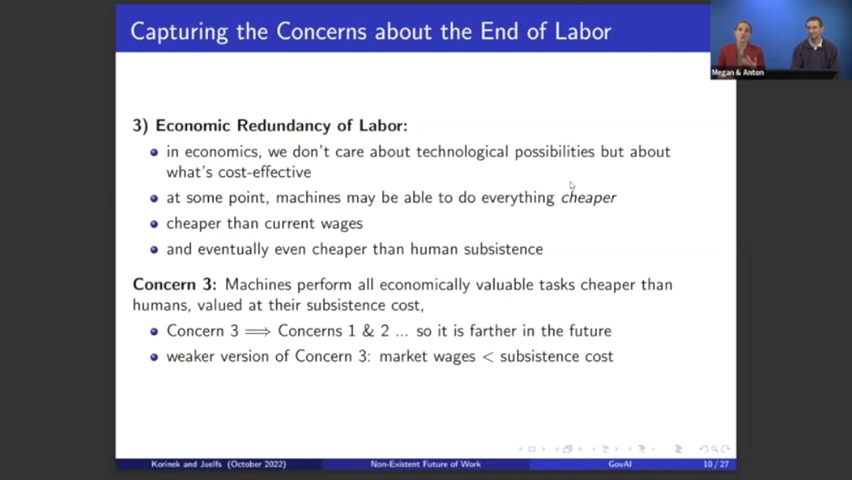 Capturing the Concerns about the End of Labor
Megan & Anton
3) Economic Redundancy of Labor:
in economics, we don't care about technological possibilities but about
what's cost-effective
at some point, machines may be able to do everything cheaper
cheaper than current wages
and eventually even cheaper than human subsistence
Concern 3: Machines perform all economically valuable tasks cheaper than
humans, valued at their subsistence cost,
Concern 3 ⟹ Concerns 1 & 2 ... so it is farther in the future
weaker version of Concern 3: market wages < subsistence cost
Korinek and Juelfs (October 2022) Non-Existent Future of Work GovAI 10 / 27